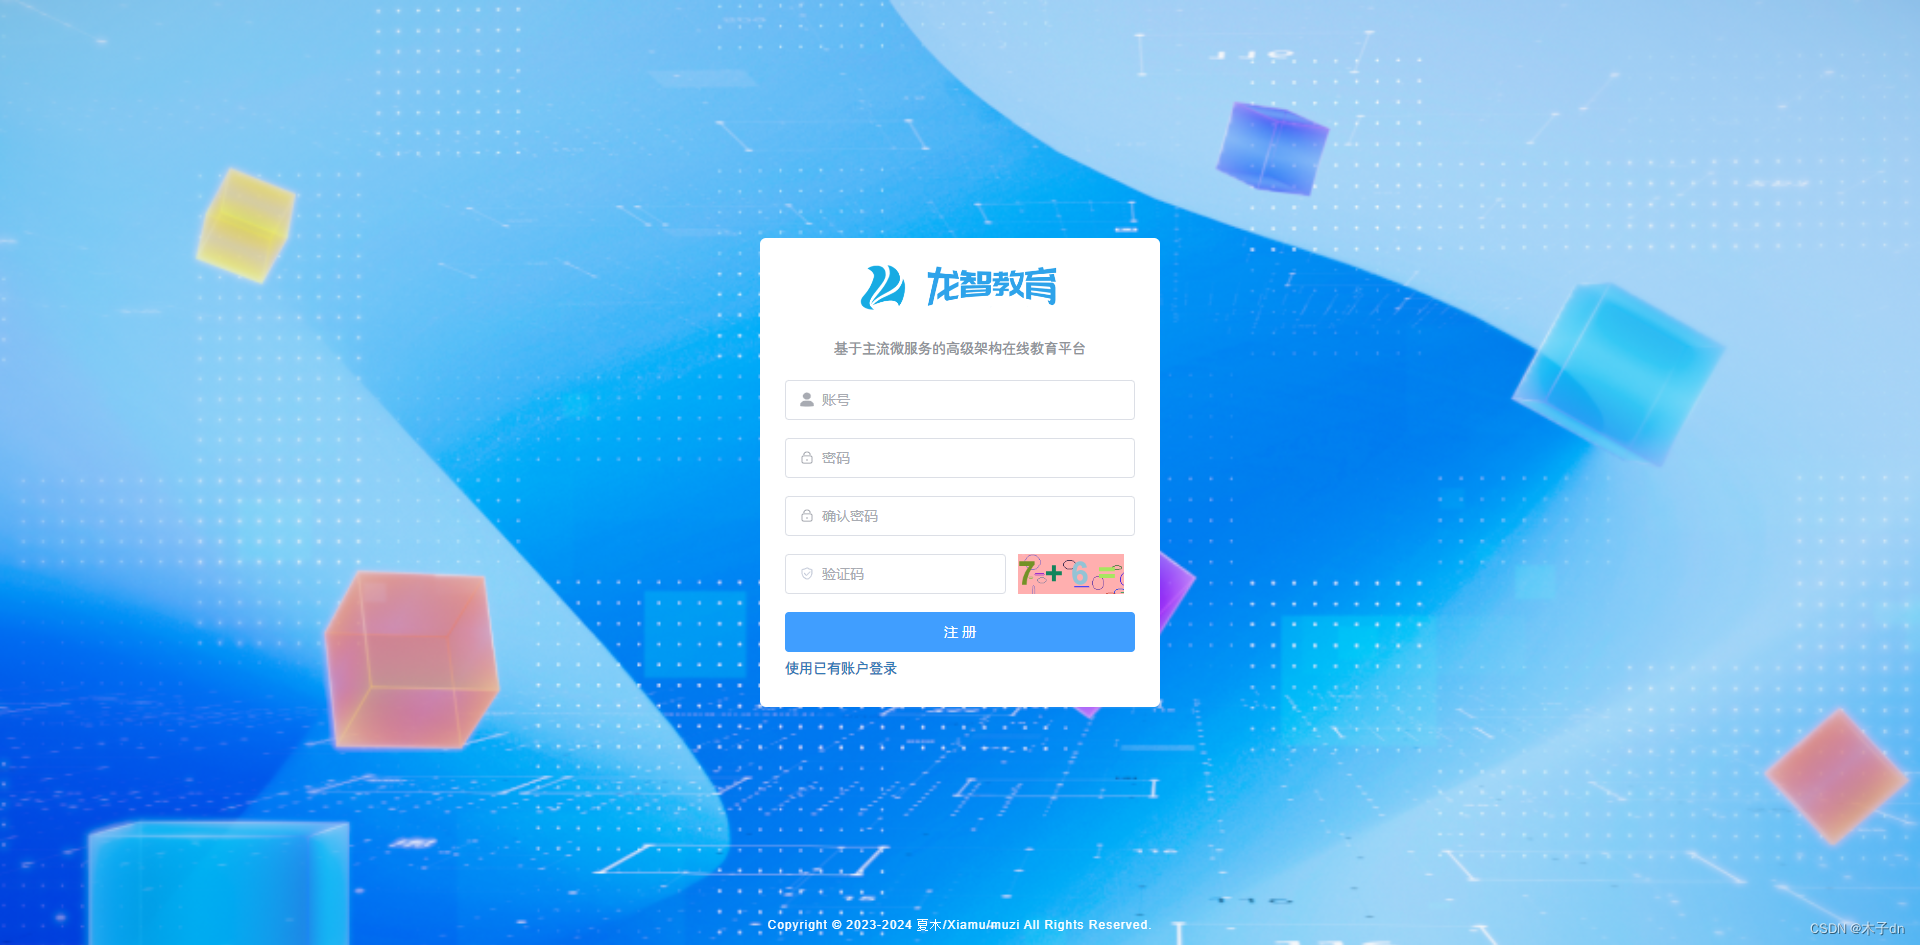 龙智教育
基于主流微服务的高级架构在线教育平台
账号
密码
确认密码
验证码
7 + 6 =
注 册
使用已有账户登录
Copyright © 2023-2024 夏木/Xiamu/muzi All Rights Reserved.
CSDN @木子dn